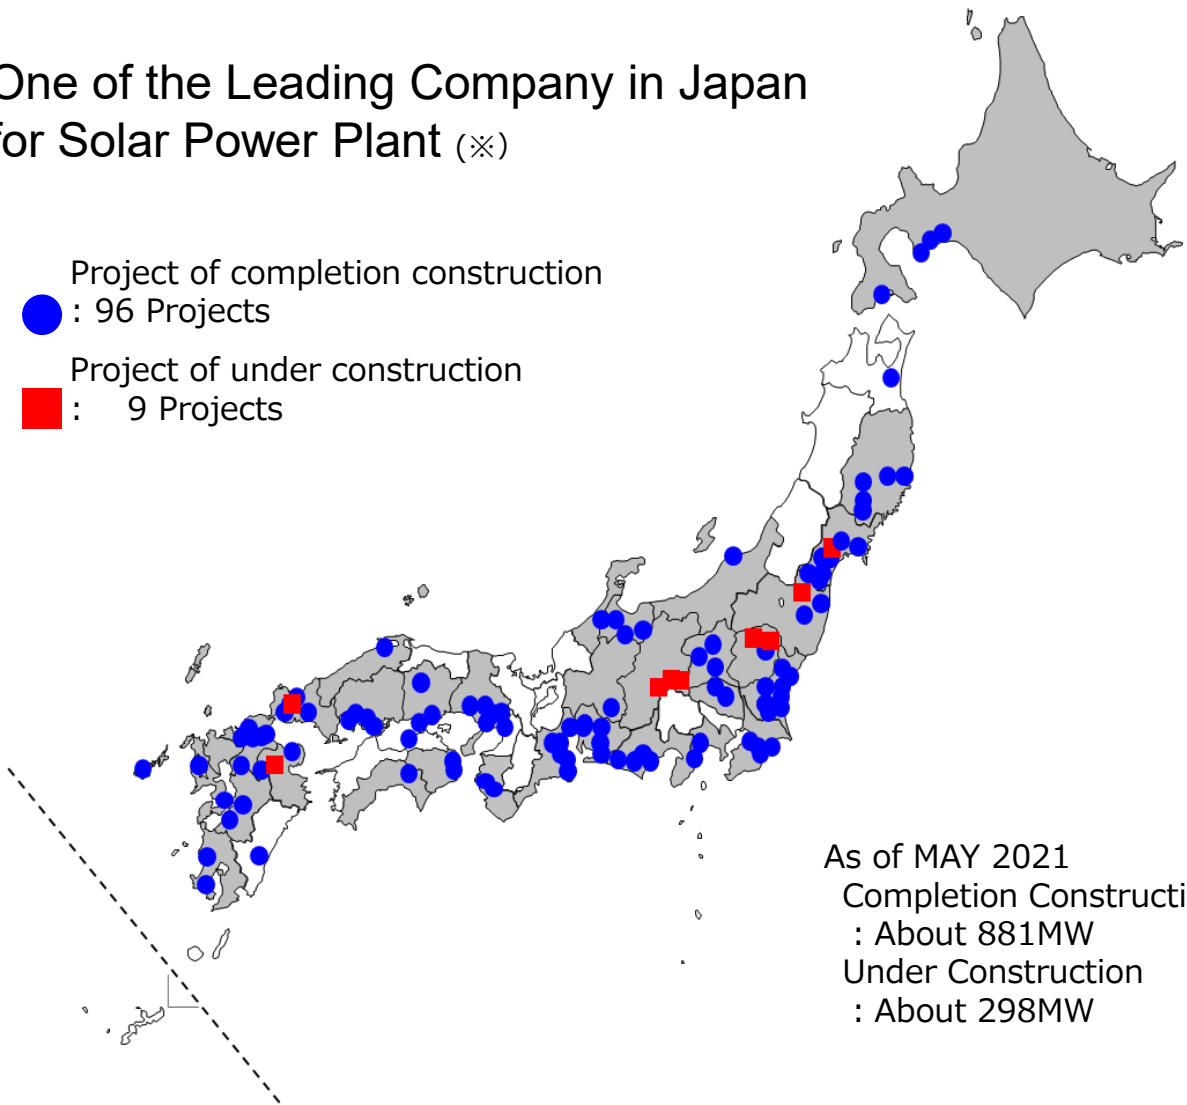 One of the Leading Company in Japan
for Solar Power Plant (※)
Project of completion construction
: 96 Projects
Project of under construction
: 9 Projects
As of MAY 2021
Completion Constructi
: About 881MW
Under Construction
: About 298MW